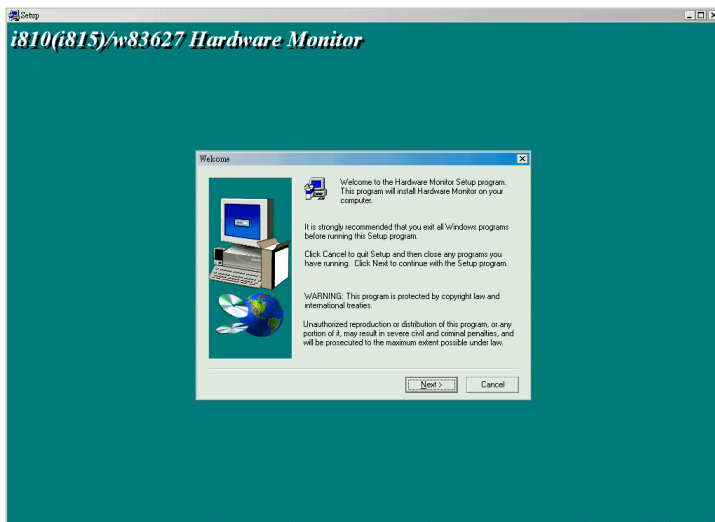 Setup
i810(i815)/w83627 Hardware Monitor
Welcome
Welcome to the Hardware Monitor Setup program.
This program will install Hardware Monitor on your
computer.
It is strongly recommended that you exit all Windows programs
before running this Setup program.
Click Cancel to quit Setup and then close any programs you
have running. Click Next to continue with the Setup program.
WARNING: This program is protected by copyright law and
international treaties.
Unauthorized reproduction or distribution of this program, or any
portion of it, may result in severe civil and criminal penalties, and
will be prosecuted to the maximum extent possible under law.
Next >
Cancel